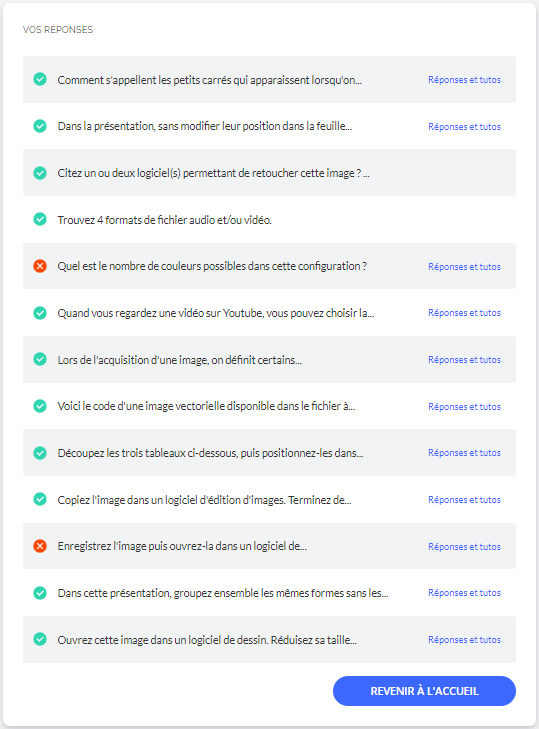 VOS RÉPONSES
Comment s'appellent les petits carrés qui apparaissent lorsqu'on... Réponses et tutos
Dans la présentation, sans modifier leur position dans la feuille... Réponses et tutos
Citez un ou deux logiciel(s) permettant de retoucher cette image ? ...
Trouvez 4 formats de fichier audio et/ou vidéo.
Quel est le nombre de couleurs possibles dans cette configuration ? Réponses et tutos
Quand vous regardez une vidéo sur Youtube, vous pouvez choisir la... Réponses et tutos
Lors de l'acquisition d'une image, on définit certains... Réponses et tutos
Voici le code d'une image vectorielle disponible dans le fichier à... Réponses et tutos
Découpez les trois tableaux ci-dessous, puis positionnez-les dans... Réponses et tutos
Copiez l'image dans un logiciel d'édition d'images. Terminez de... Réponses et tutos
Enregistrez l'image puis ouvrez-la dans un logiciel de... Réponses et tutos
Dans cette présentation, groupez ensemble les mêmes formes sans les... Réponses et tutos
Ouvrez cette image dans un logiciel de dessin. Réduisez sa taille... Réponses et tutos
REVENIR À L'ACCUEIL